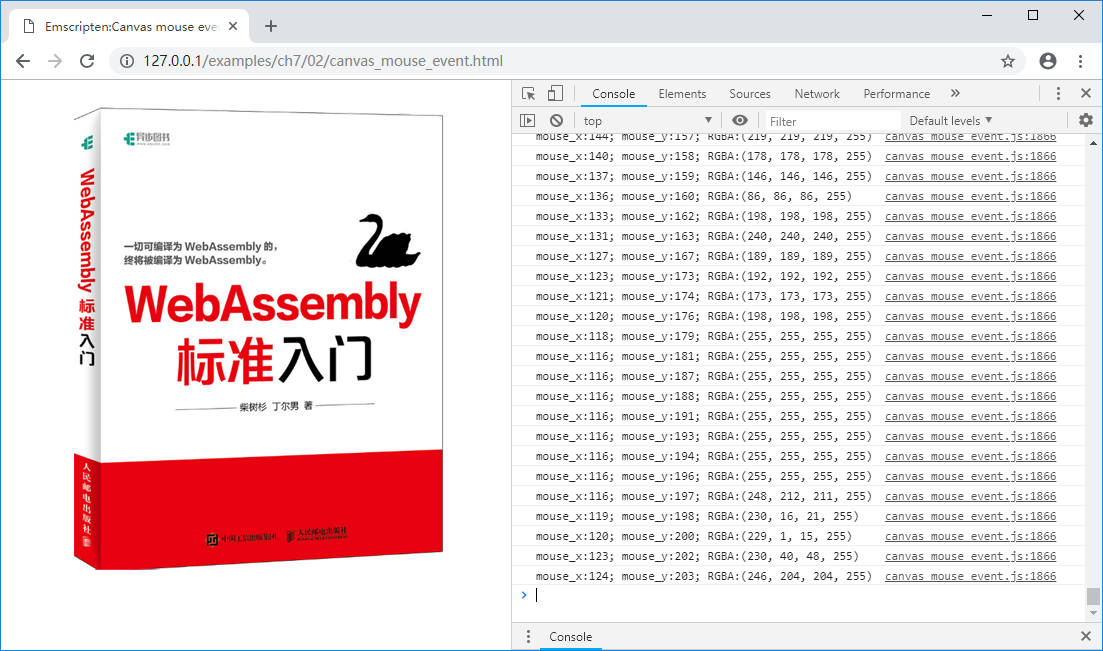 Emscripten:Canvas mouse eve
127.0.0.1/examples/ch7/02/canvas_mouse_event.html
异步图书
www.epubit.com
WebAssembly 标准入门
人民邮电出版社
一切可编译为 WebAssembly 的，
终将被编译为 WebAssembly。
WebAssembly
标准入门
柴树杉 丁尔男 著
中国工信出版集团 人民邮电出版社
Console Elements Sources Network Performance »
top Filter Default levels
mouse_x:144; mouse_y:157; RGBA:(219, 219, 219, 255) canvas_mouse_event.js:1866
mouse_x:140; mouse_y:158; RGBA:(178, 178, 178, 255) canvas_mouse_event.js:1866
mouse_x:137; mouse_y:159; RGBA:(146, 146, 146, 255) canvas_mouse_event.js:1866
mouse_x:136; mouse_y:160; RGBA:(86, 86, 86, 255) canvas_mouse_event.js:1866
mouse_x:133; mouse_y:162; RGBA:(198, 198, 198, 255) canvas_mouse_event.js:1866
mouse_x:131; mouse_y:163; RGBA:(240, 240, 240, 255) canvas_mouse_event.js:1866
mouse_x:127; mouse_y:167; RGBA:(189, 189, 189, 255) canvas_mouse_event.js:1866
mouse_x:123; mouse_y:173; RGBA:(192, 192, 192, 255) canvas_mouse_event.js:1866
mouse_x:121; mouse_y:174; RGBA:(173, 173, 173, 255) canvas_mouse_event.js:1866
mouse_x:120; mouse_y:176; RGBA:(198, 198, 198, 255) canvas_mouse_event.js:1866
mouse_x:118; mouse_y:179; RGBA:(255, 255, 255, 255) canvas_mouse_event.js:1866
mouse_x:116; mouse_y:181; RGBA:(255, 255, 255, 255) canvas_mouse_event.js:1866
mouse_x:116; mouse_y:187; RGBA:(255, 255, 255, 255) canvas_mouse_event.js:1866
mouse_x:116; mouse_y:188; RGBA:(255, 255, 255, 255) canvas_mouse_event.js:1866
mouse_x:116; mouse_y:191; RGBA:(255, 255, 255, 255) canvas_mouse_event.js:1866
mouse_x:116; mouse_y:193; RGBA:(255, 255, 255, 255) canvas_mouse_event.js:1866
mouse_x:116; mouse_y:194; RGBA:(255, 255, 255, 255) canvas_mouse_event.js:1866
mouse_x:116; mouse_y:196; RGBA:(255, 255, 255, 255) canvas_mouse_event.js:1866
mouse_x:116; mouse_y:197; RGBA:(248, 212, 211, 255) canvas_mouse_event.js:1866
mouse_x:119; mouse_y:198; RGBA:(230, 16, 21, 255) canvas_mouse_event.js:1866
mouse_x:120; mouse_y:200; RGBA:(229, 1, 15, 255) canvas_mouse_event.js:1866
mouse_x:123; mouse_y:202; RGBA:(230, 40, 48, 255) canvas_mouse_event.js:1866
mouse_x:124; mouse_y:203; RGBA:(246, 204, 204, 255) canvas_mouse_event.js:1866
Console